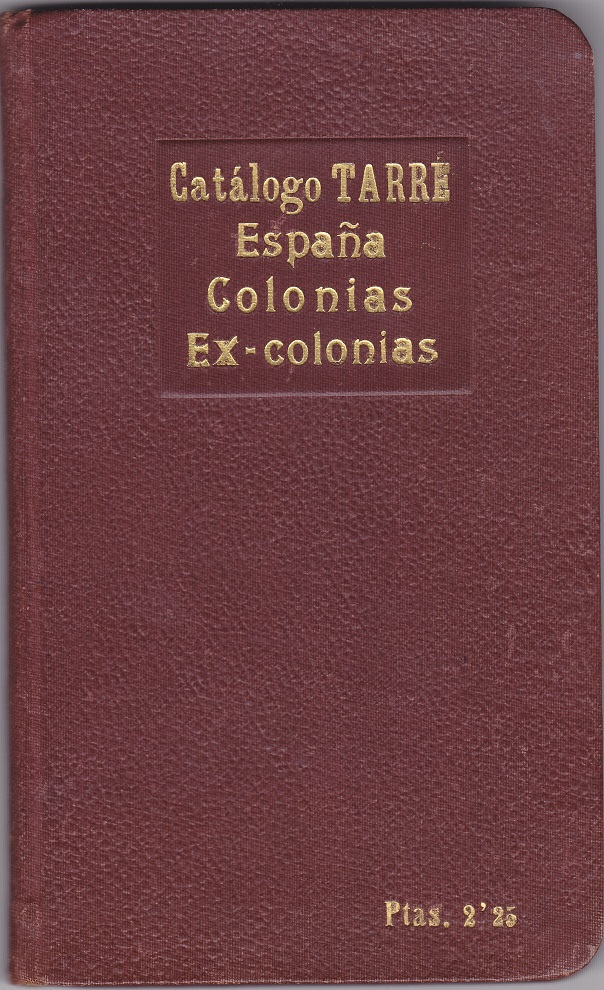 Catálogo TARRÉ
España
Colonias
Ex-colonias
Ptas. 2'25